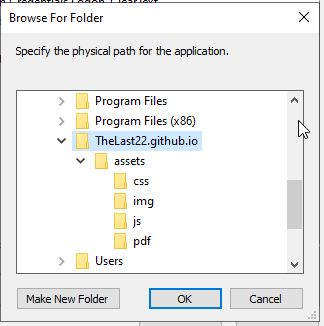 Browse For Folder
Specify the physical path for the application.
Program Files
Program Files (x86)
TheLast22.github.io
assets
css
img
js
pdf
Users
Make New Folder
OK
Cancel